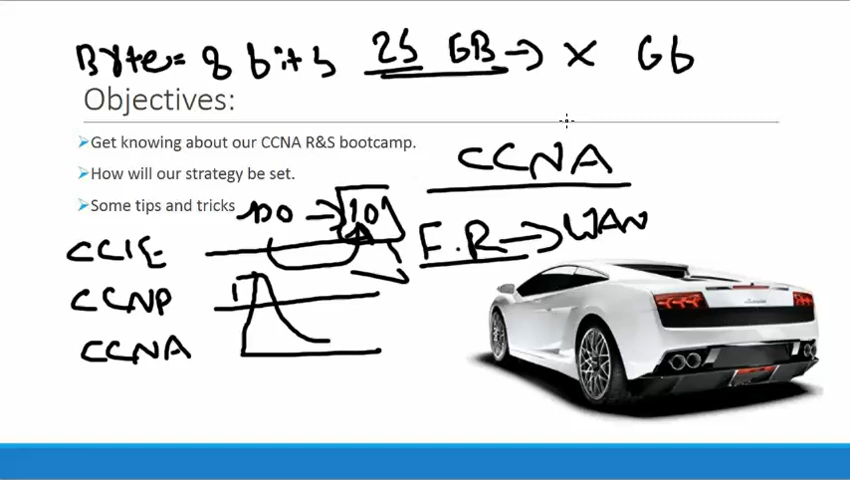 Byte = 8 bits 25 GB → x Gb
Objectives:
➢Get knowing about our CCNA R&S bootcamp.
CCNA
➢How will our strategy be set.
➢Some tips and tricks
100 → 101
F.R → WAN
CCIE
CCNP
CCNA